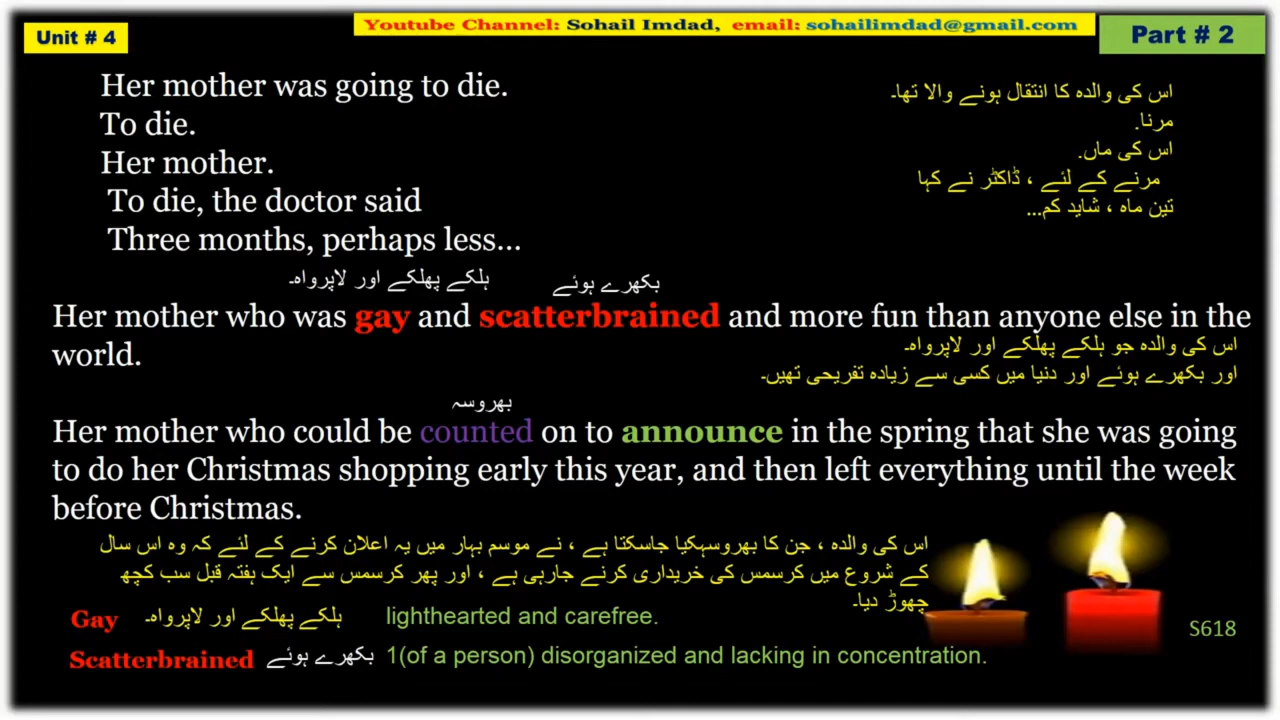 Unit # 4
Youtube Channel: Sohail Imdad, email: sohailimdad@gmail.com
Part # 2
Her mother was going to die.
To die.
Her mother.
To die, the doctor said
Three months, perhaps less...
اس کی والدہ کا انتقال ہونے والا تھا۔
مرنا.
اس کی ماں.
مرنے کے لئے ، ڈاکٹر نے کہا
تین ماہ ، شاید کم...
ہلکے پھلکے اور لاپرواہ۔
بکھرے ہوئے
Her mother who was gay and scatterbrained and more fun than anyone else in the
world.
اس کی والدہ جو ہلکے پھلکے اور لاپرواہ۔
اور بکھرے ہوئے اور دنیا میں کسی سے زیادہ تفریحی تھیں۔
بھروسہ
Her mother who could be counted on to announce in the spring that she was going
to do her Christmas shopping early this year, and then left everything until the week
before Christmas.
اس کی والدہ ، جن کا بھروسہکیا جاسکتا ہے ، نے موسم بہار میں یہ اعلان کرنے کے لئے کہ وہ اس سال
کے شروع میں کرسمس کی خریداری کرنے جارہی ہے ، اور پھر کرسمس سے ایک ہفتہ قبل سب کچھ
چھوڑ دیا۔
Gay ہلکے پھلکے اور لاپرواہ۔ lighthearted and carefree.
Scatterbrained بکھرے ہوئے 1(of a person) disorganized and lacking in concentration.
S618